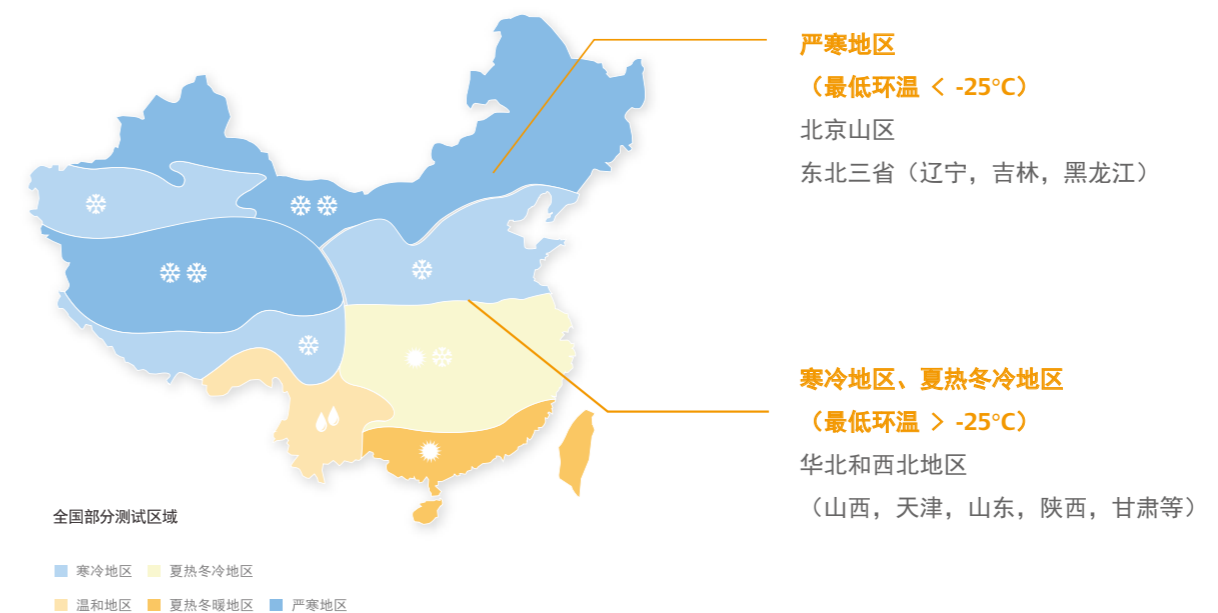 严寒地区
（最低环温 < -25°C）
北京山区
东北三省（辽宁，吉林，黑龙江）
寒冷地区、夏热冬冷地区
（最低环温 > -25°C）
华北和西北地区
（山西，天津，山东，陕西，甘肃等）
全国部分测试区域
寒冷地区 夏热冬冷地区
温和地区 夏热冬暖地区 严寒地区